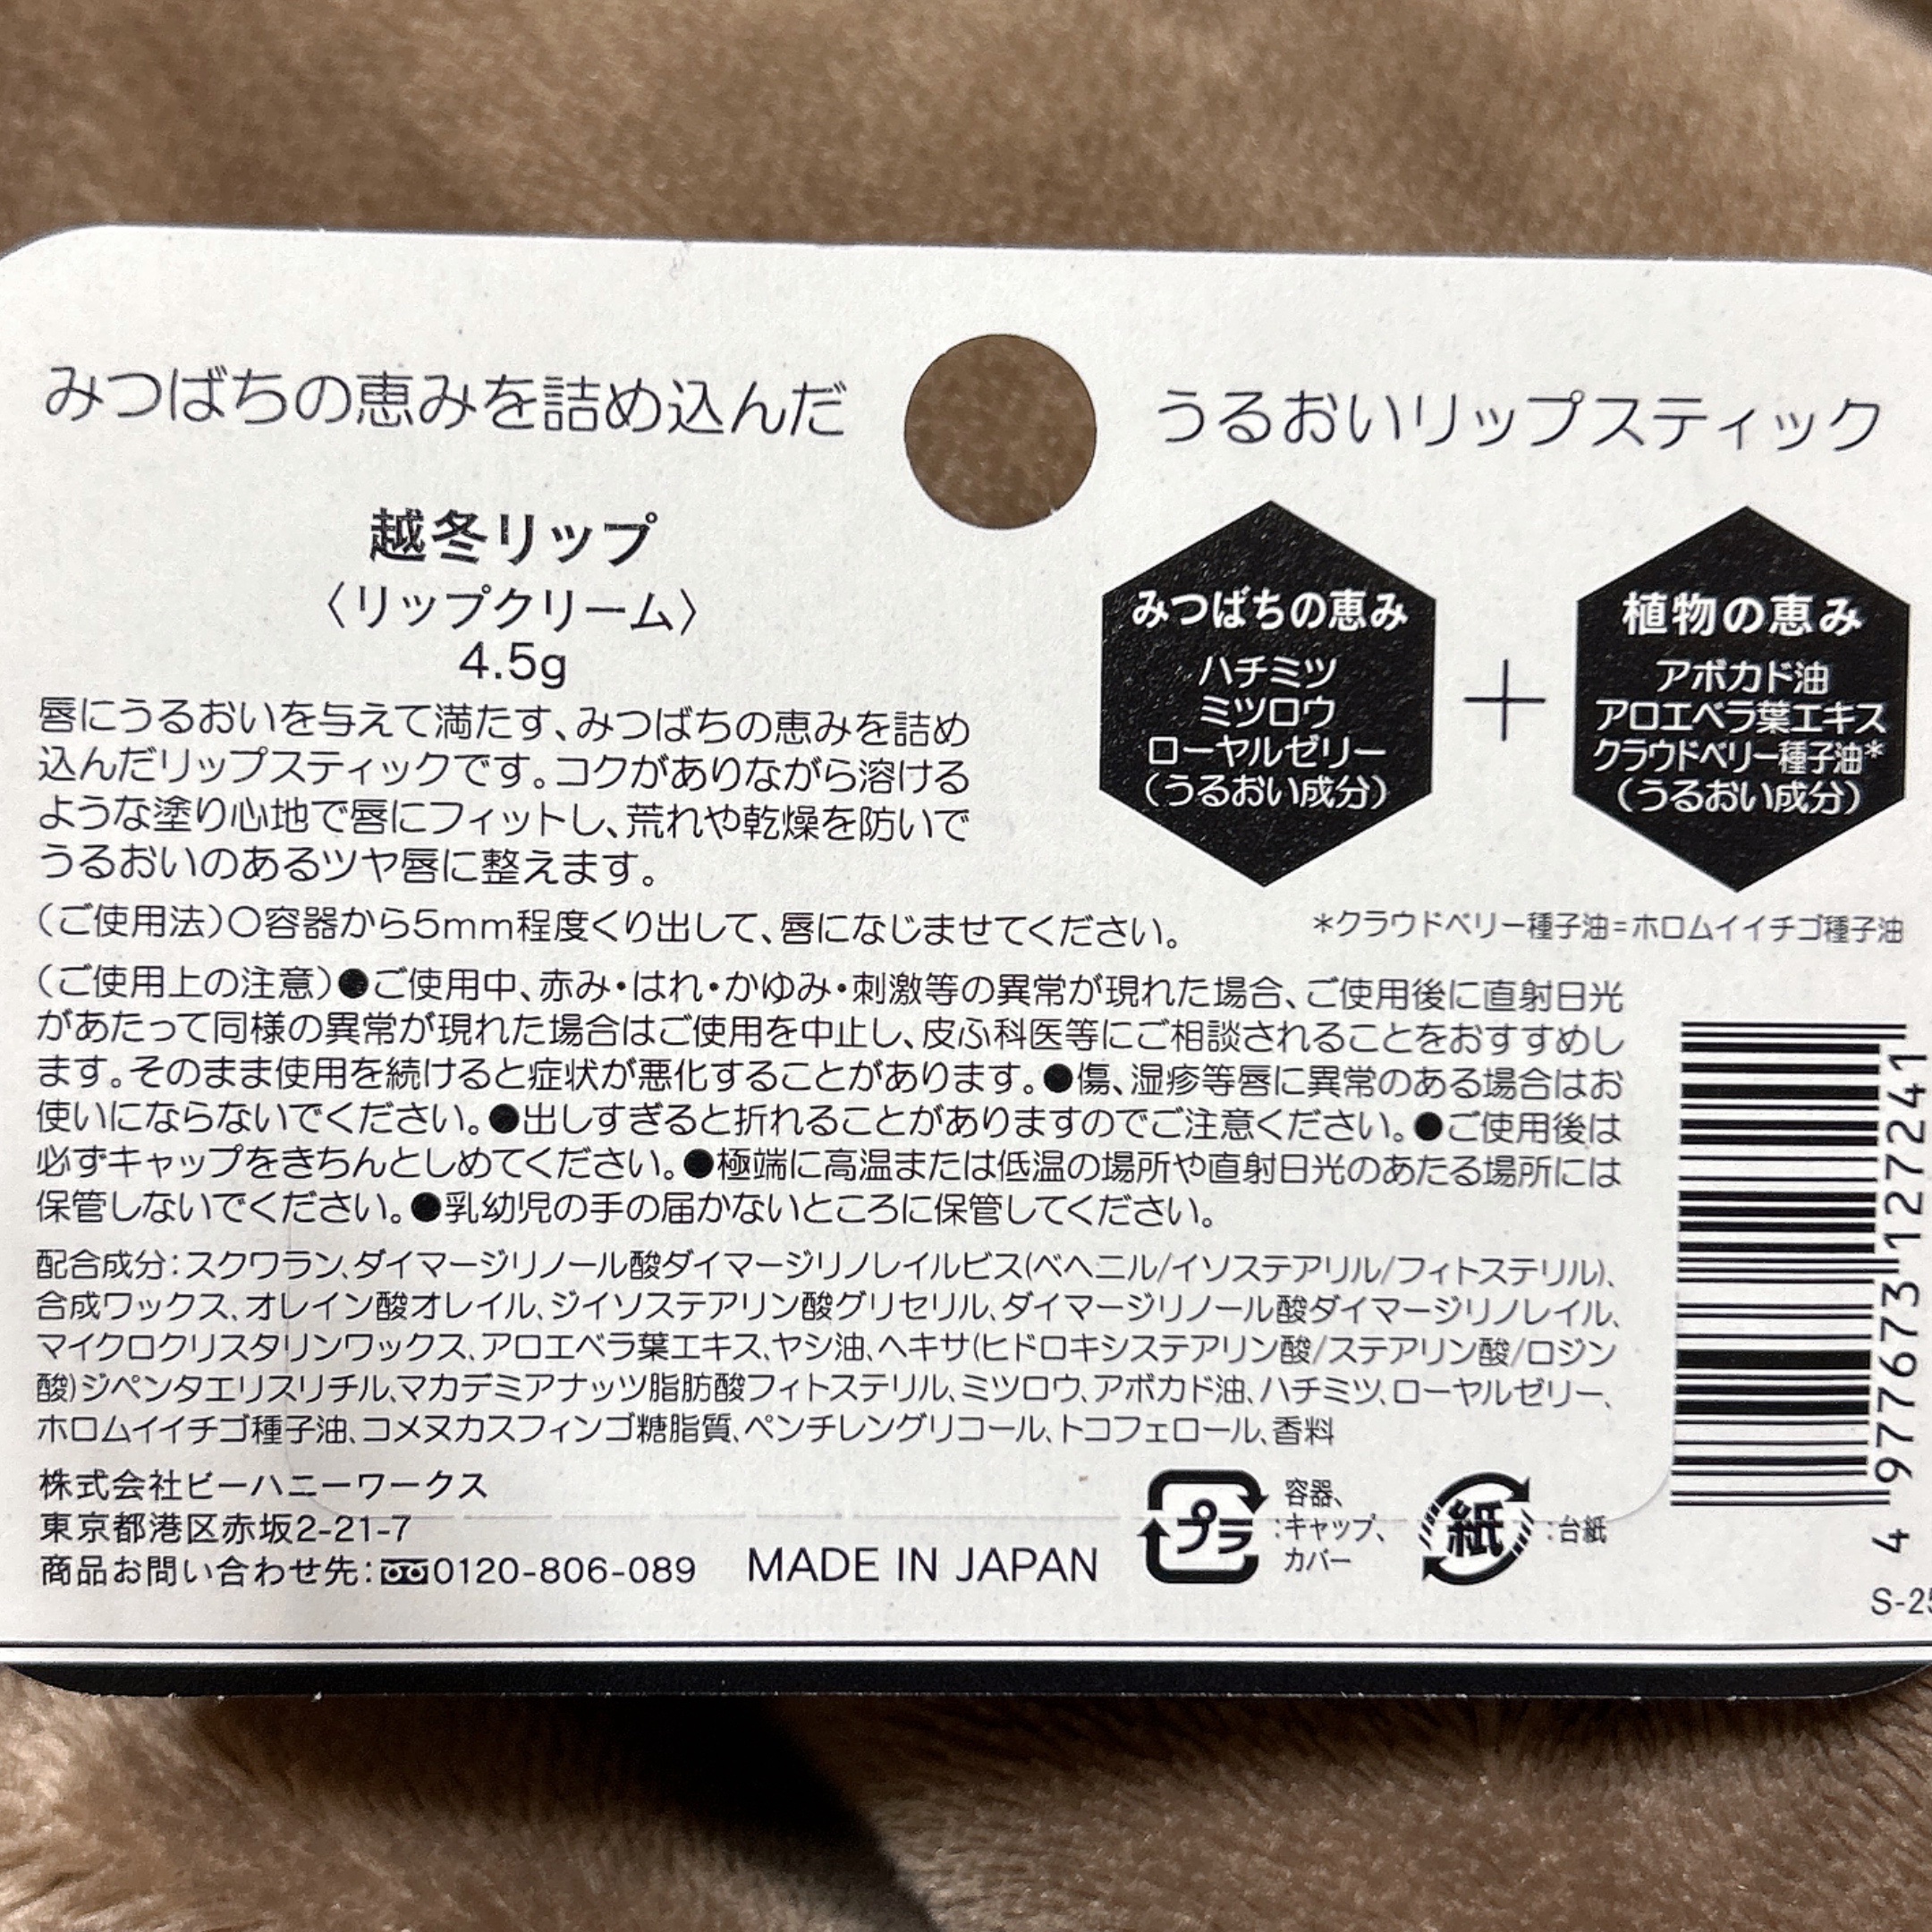 みつばちの恵みを詰め込んだ
うるおいリップスティック
越冬リップ
〈リップクリーム〉
4.5g
唇にうるおいを与えて満たす、みつばちの恵みを詰め
込んだリップスティックです。コクがありながら溶ける
ような塗り心地で唇にフィットし、荒れや乾燥を防いで
うるおいのあるツヤ唇に整えます。
みつばちの恵み
ハチミツ
ミツロウ
ローヤルゼリー
(うるおい成分)
+
植物の恵み
アボカド油
アロエベラ葉エキス
クラウドベリー種子油*
(うるおい成分)
(ご使用法)○容器から5mm程度くり出して、唇になじませてください。
*クラウドベリー種子油=ホロムイイチゴ種子油
(ご使用上の注意)●ご使用中、赤み・はれ・かゆみ・刺激等の異常が現れた場合、ご使用後に直射日光
があたって同様の異常が現れた場合はご使用を中止し、皮ふ科医等にご相談されることをおすすめし
ます。そのまま使用を続けると症状が悪化することがあります。●傷、湿疹等唇に異常のある場合はお
使いにならないでください。●出しすぎると折れることがありますのでご注意ください。●ご使用後は
必ずキャップをきちんとしめてください。●極端に高温または低温の場所や直射日光のあたる場所には
保管しないでください。●乳幼児の手の届かないところに保管してください。
配合成分:スクワラン、ダイマージリノール酸ダイマージリノレイルビス(ベヘニル/イソステアリル/フィトステリル)、
合成ワックス、オレイン酸オレイル、ジイソステアリン酸グリセリル、ダイマージリノール酸ダイマージリノレイル、
マイクロクリスタリンワックス、アロエベラ葉エキス、ヤシ油、ヘキサ(ヒドロキシステアリン酸/ステアリン酸/ロジン
酸)ジペンタエリスリチル、マカデミアナッツ脂肪酸フィトステリル、ミツロウ、アボカド油、ハチミツ、ローヤルゼリー、
ホロムイイチゴ種子油、コメヌカスフィンゴ糖脂質、ペンチレングリコール、トコフェロール、香料
株式会社ビーハニーワークス
東京都港区赤坂2-21-7
商品お問い合わせ先:0120-806-089
MADE IN JAPAN
プラ
容器、
:キャップ、
カバー
紙
:台紙
4 977673 127241
S-25